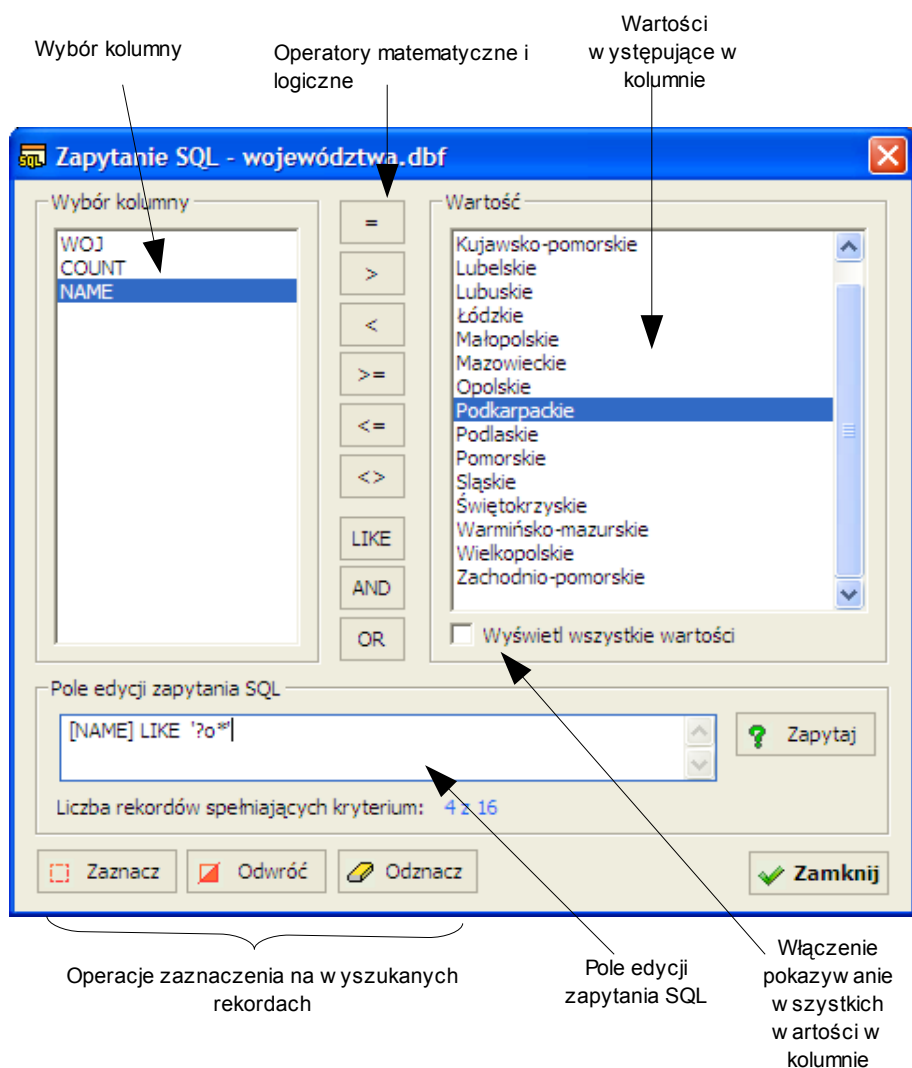 Wybór kolumny
Operatory matematyczne i
logiczne
Wartości
w ystępujące w
kolumnie
SQL
Zapytanie SQL - województwa.dbf
Wybór kolumny
WOJ
COUNT
NAME
=
>
<
>=
<=
<>
LIKE
AND
OR
Wartość
Kujawsko-pomorskie
Lubelskie
Lubuskie
Łódzkie
Małopolskie
Mazowieckie
Opolskie
Podkarpackie
Podlaskie
Pomorskie
Sląskie
Świętokrzyskie
Warmińsko-mazurskie
Wielkopolskie
Zachodnio-pomorskie
Wyświetl wszystkie wartości
Pole edycji zapytania SQL
[NAME] LIKE '?o*'
? Zapytaj
Liczba rekordów spełniających kryterium: 4 z 16
Zaznacz
Odwróć
Odznacz
Zamknij
Operacje zaznaczenia na w yszukanych
rekordach
Pole edycji
zapytania SQL
Włączenie
pokazyw anie
w szystkich
w artości w
kolumnie